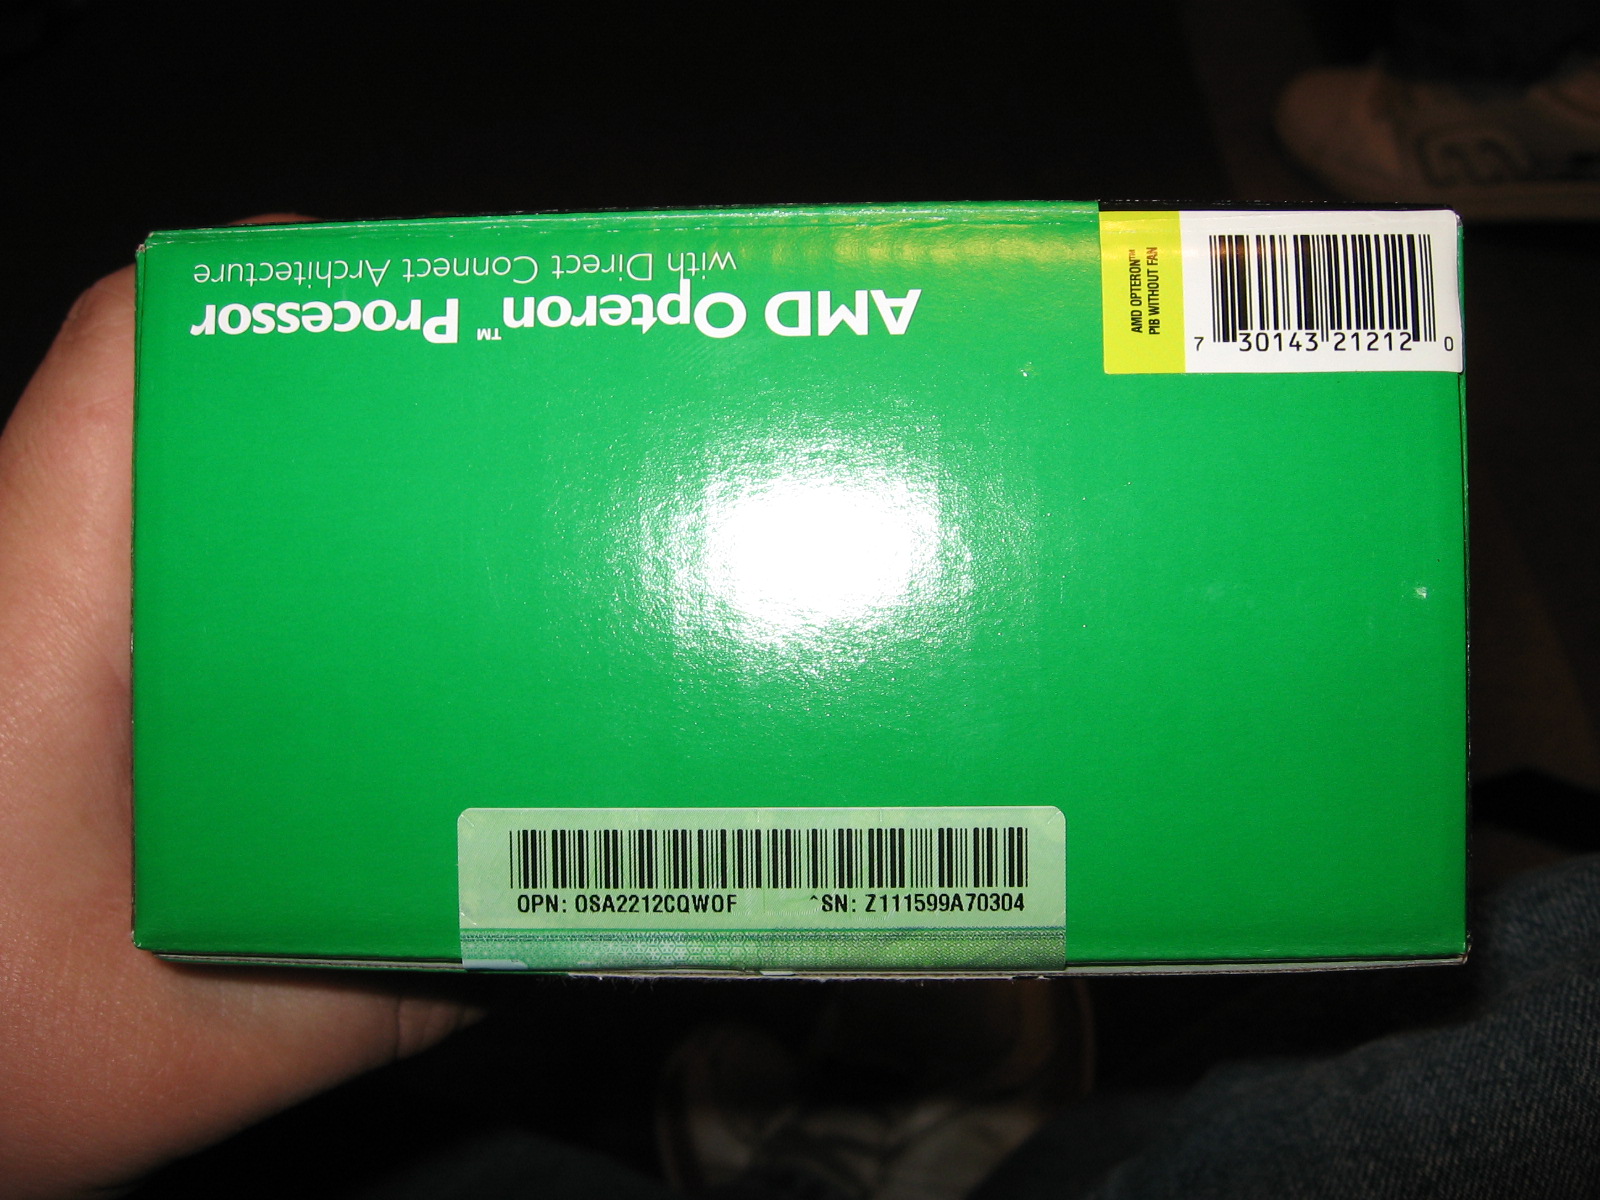 AMD Opteron™ Processor
with Direct Connect Architecture
AMD OPTERON™
PIB WITHOUT FAN
7 30143 21212 0
OPN: OSA2212CQWOF ^SN: Z111599A70304